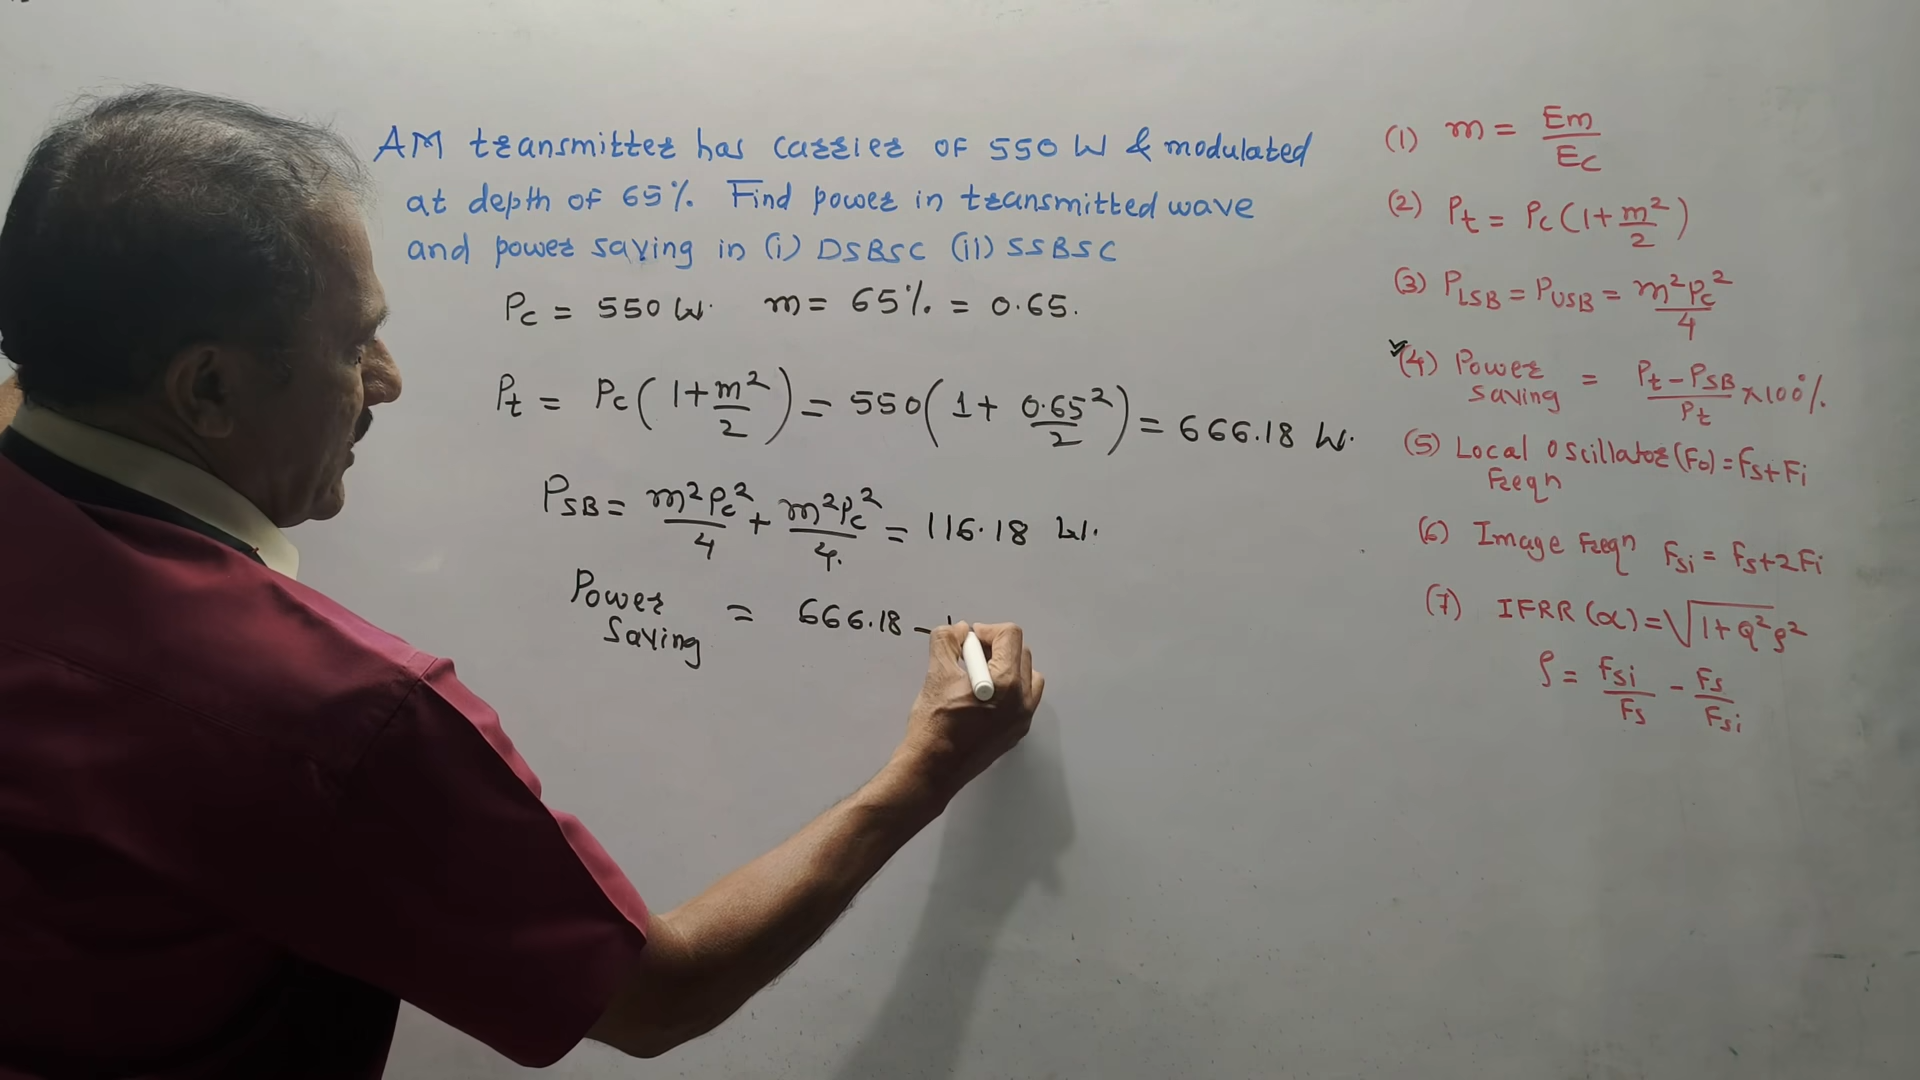 AM transmitter has carrier of 550 W & modulated
at depth of 65%. Find power in transmitted wave
and power saving in (i) DSBSC (ii) SSBSC
Pc = 550 W. m = 65% = 0.65.
Pt = Pc (1+m²/2) = 550 (1+ 0.65²/2) = 666.18 W.
PSB = m²Pc²/4 + m²Pc²/4. = 116.18 W.
Power Saving = 666.18 –
(1) m = Em/Ec
(2) Pt = Pc (1+m²/2)
(3) PLSB = PUSB = m²Pc²/4
(4) Power saving = Pt – PSB/Pt ×100%.
(5) Local Oscillator (Fo) = Fs+Fi
Freqn
(6) Image Freqn Fsi = Fs+2Fi
(7) IFRR (α) = √1+Q²ρ²
ρ = Fsi/Fs – Fs/Fsi